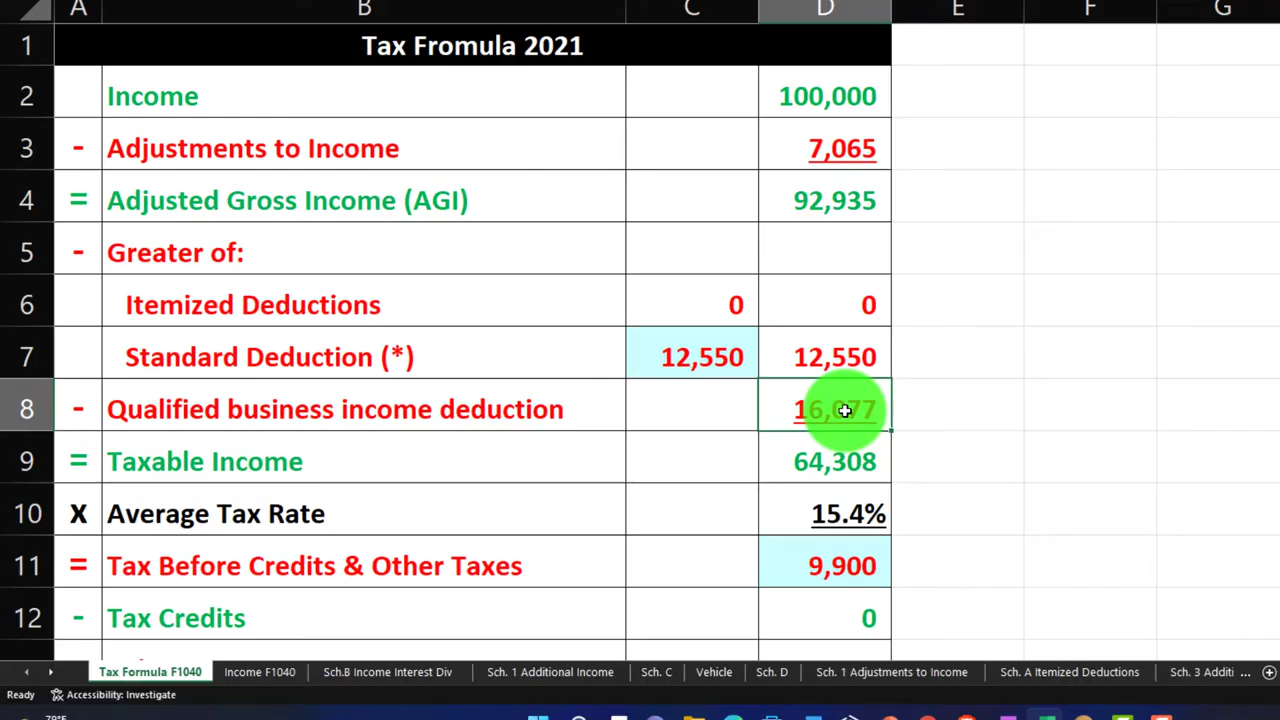 A B C D E F G
1 Tax Fromula 2021
2 Income 100,000
3 - Adjustments to Income 7,065
4 = Adjusted Gross Income (AGI) 92,935
5 - Greater of:
6 Itemized Deductions 0 0
7 Standard Deduction (*) 12,550 12,550
8 - Qualified business income deduction 16,077
9 = Taxable Income 64,308
10 X Average Tax Rate 15.4%
11 = Tax Before Credits & Other Taxes 9,900
12 - Tax Credits 0
Tax Formula F1040 Income F1040 Sch.B Income Interest Div Sch. 1 Additional Income Sch. C Vehicle Sch. D Sch. 1 Adjustments to Income Sch. A Itemized Deductions Sch. 3 Additi ...
Ready Accessibility: Investigate
79°F